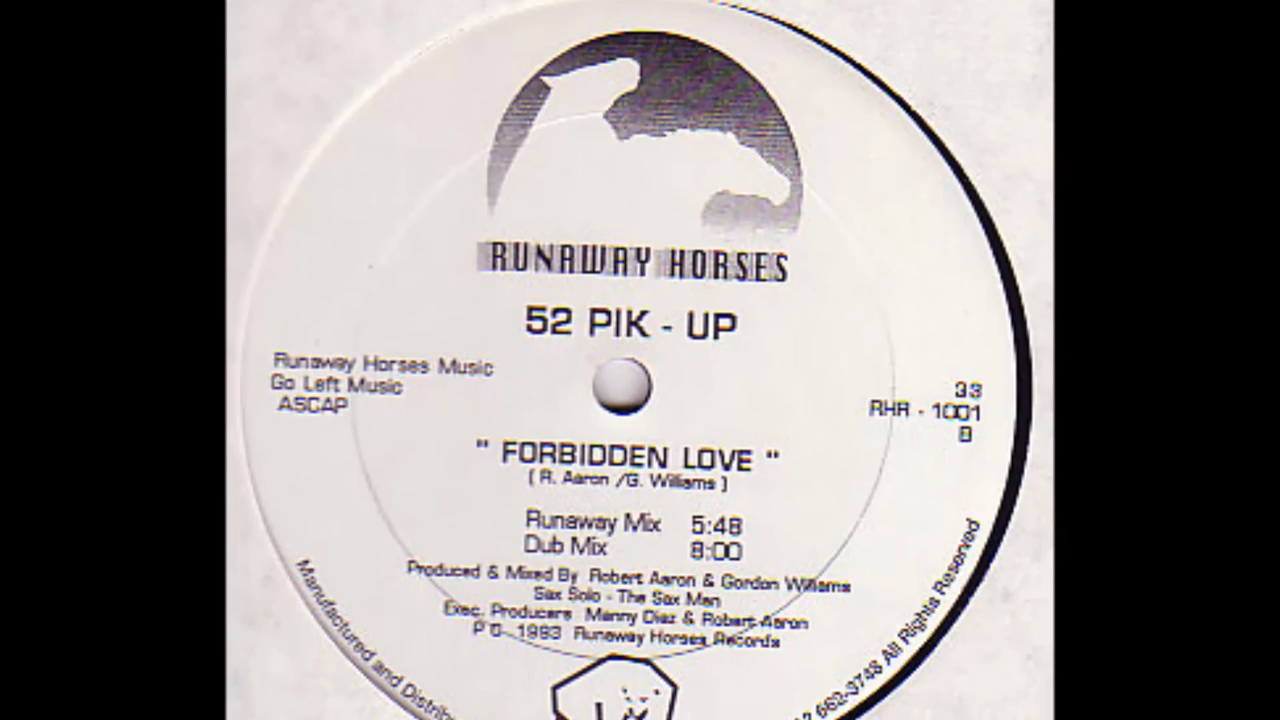 RUNAWAY HORSES
52 PIK - UP
Runaway Horses Music
Go Left Music
ASCAP
33
RHR - 1001
B
" FORBIDDEN LOVE "
( R. Aaron /G. Williams )
Runaway Mix 5:48
Dub Mix 8:00
Produced & Mixed By Robert Aaron & Gordon Williams
Sax Solo - The Sax Man
Exec. Producers Manny Diaz & Robert Aaron
P C 1993 Runaway Horses Records
Manufactured and
662-3748 All Rights Reserved